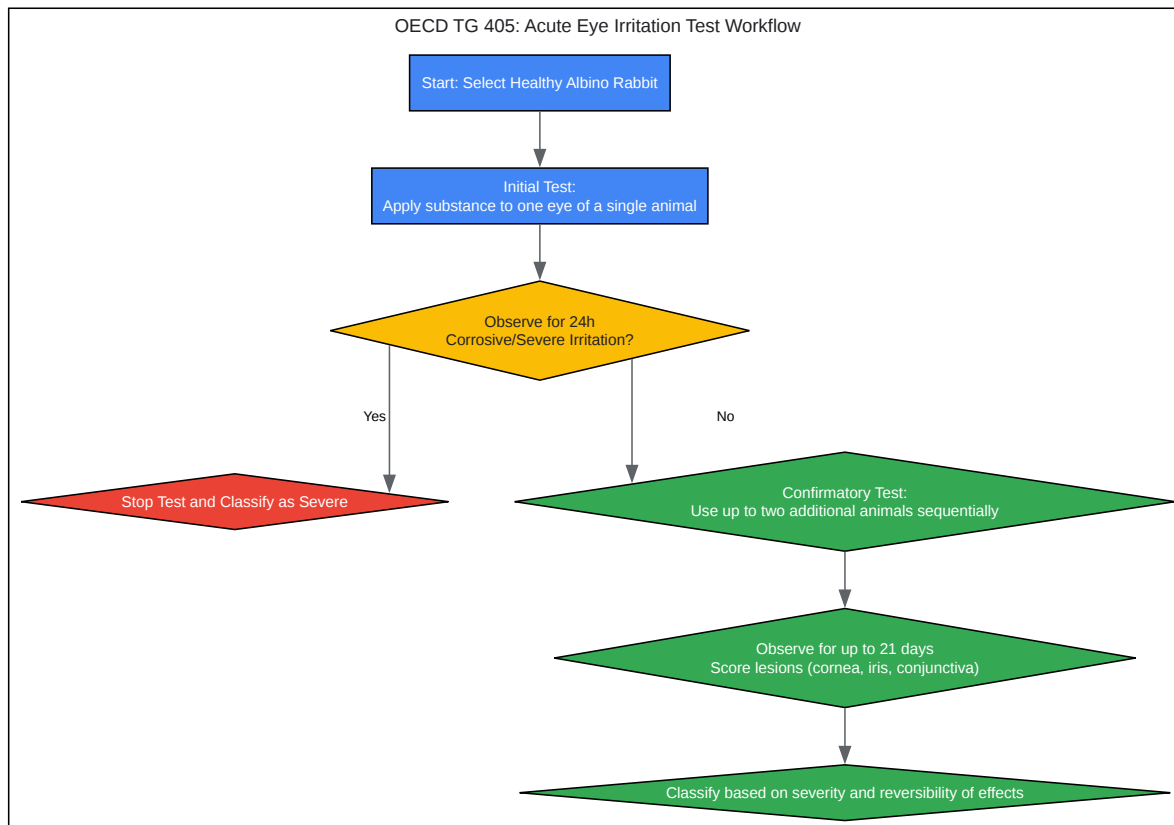 OECD TG 405: Acute Eye Irritation Test Workflow
Start: Select Healthy Albino Rabbit
Initial Test:
Apply substance to one eye of a single animal
Observe for 24h
Corrosive/Severe Irritation?
Yes
No
Stop Test and Classify as Severe
Confirmatory Test:
Use up to two additional animals sequentially
Observe for up to 21 days
Score lesions (cornea, iris, conjunctiva)
Classify based on severity and reversibility of effects